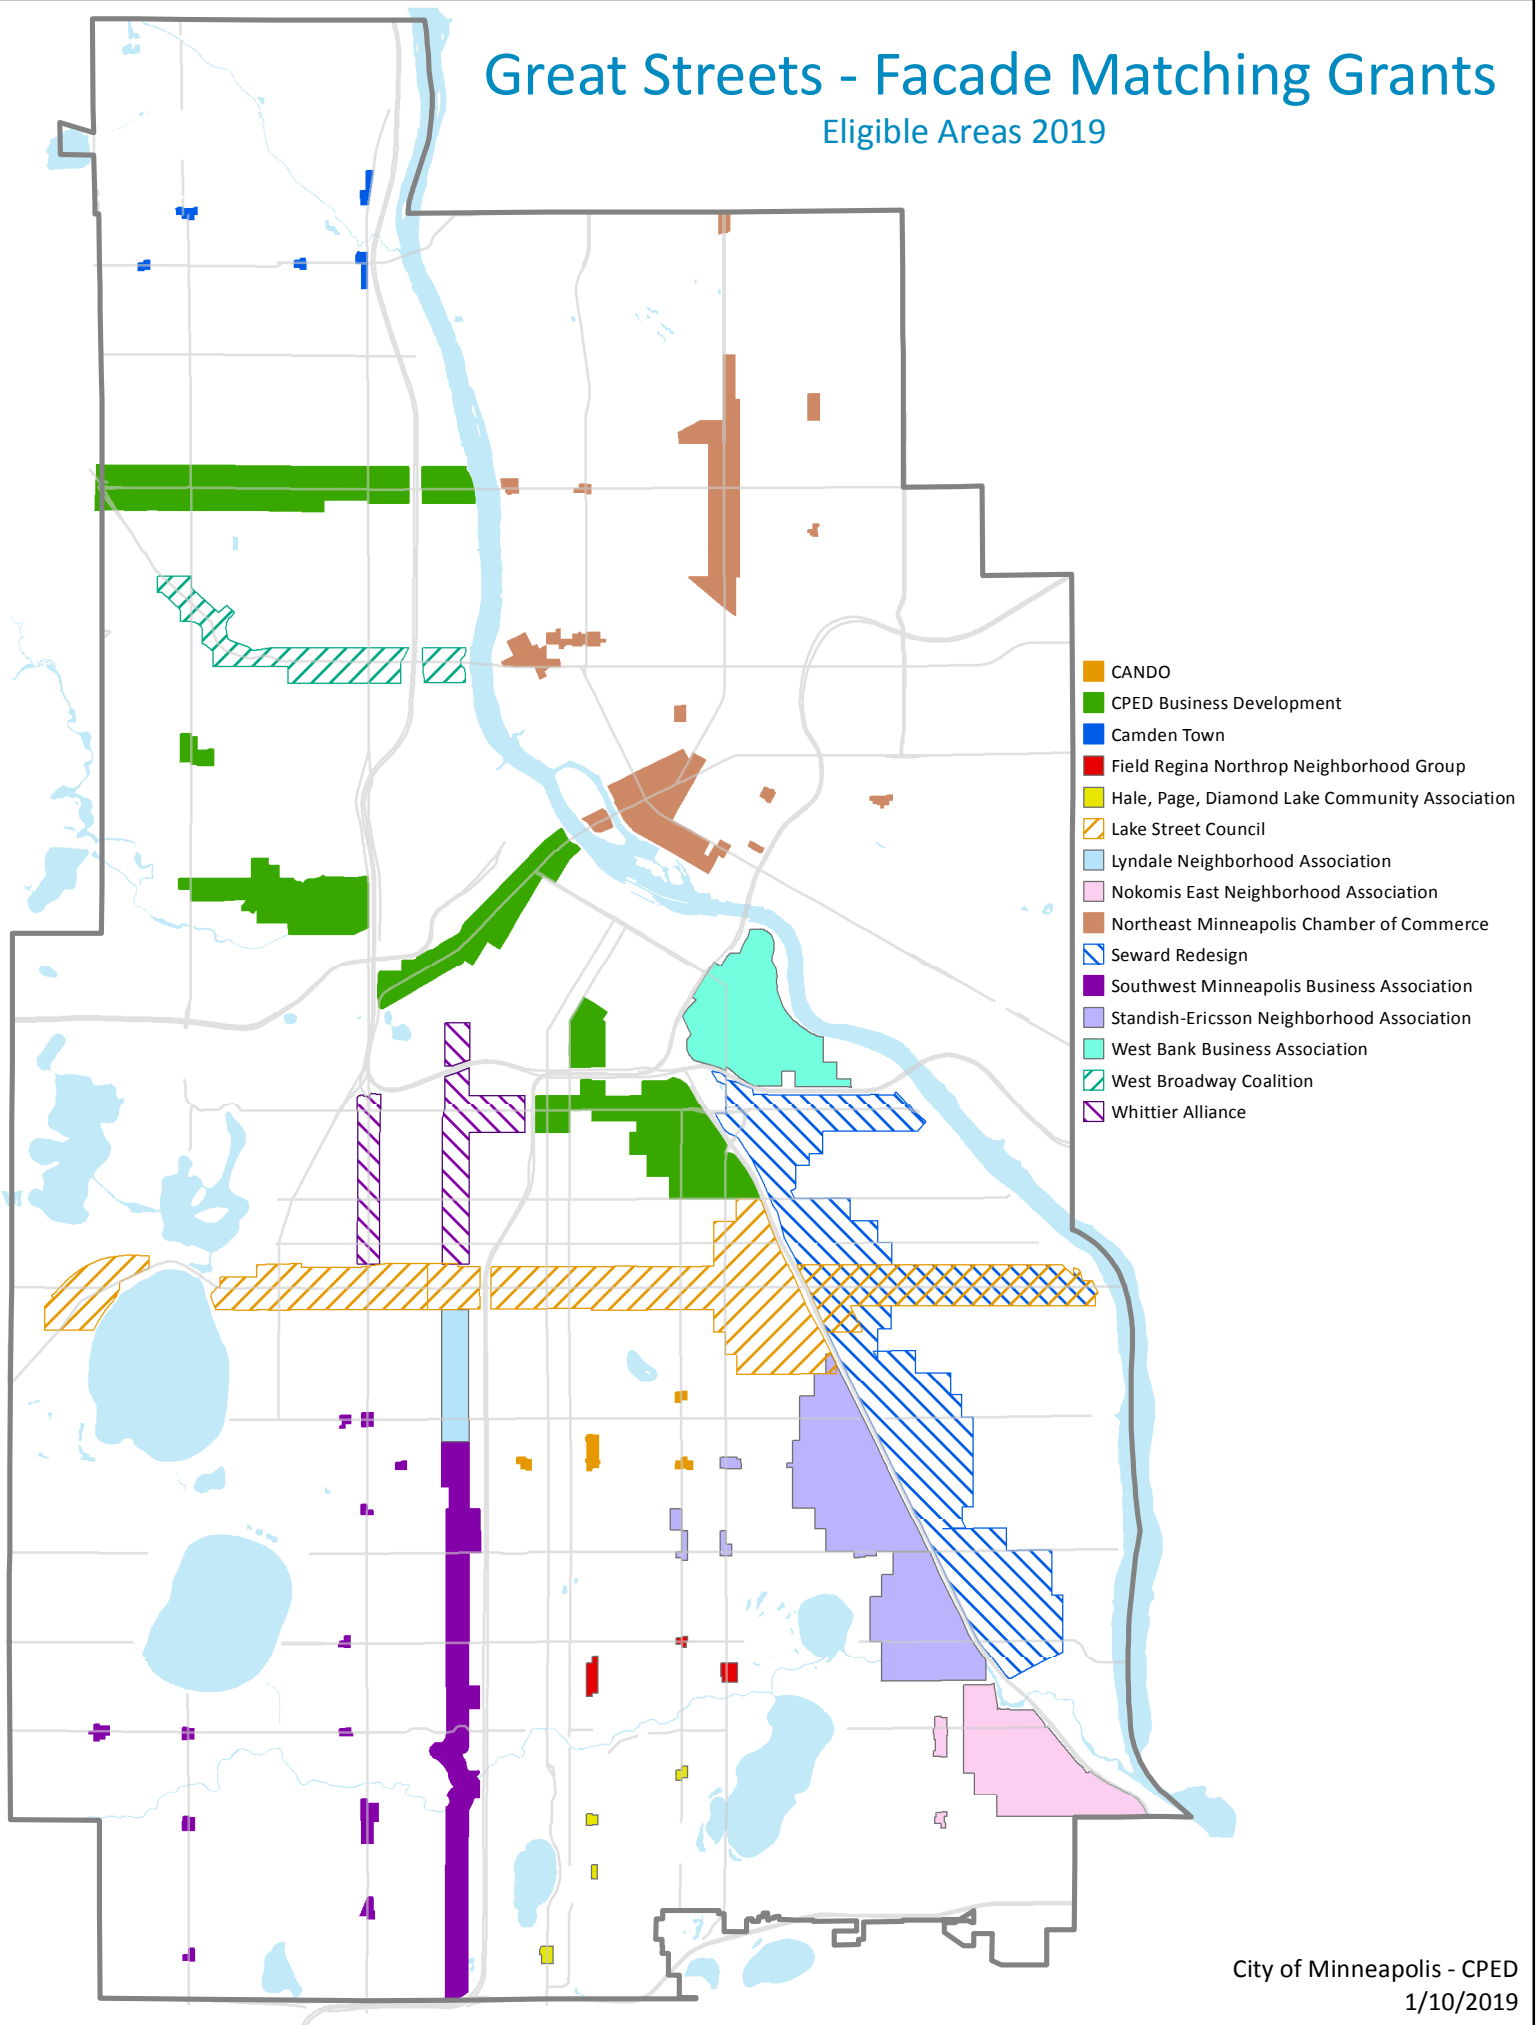 Great Streets - Facade Matching Grants
Eligible Areas 2019
CANDO
CPED Business Development
Camden Town
Field Regina Northrop Neighborhood Group
Hale, Page, Diamond Lake Community Association
Lake Street Council
Lyndale Neighborhood Association
Nokomis East Neighborhood Association
Northeast Minneapolis Chamber of Commerce
Seward Redesign
Southwest Minneapolis Business Association
Standish-Ericsson Neighborhood Association
West Bank Business Association
West Broadway Coalition
Whittier Alliance
City of Minneapolis - CPED
1/10/2019